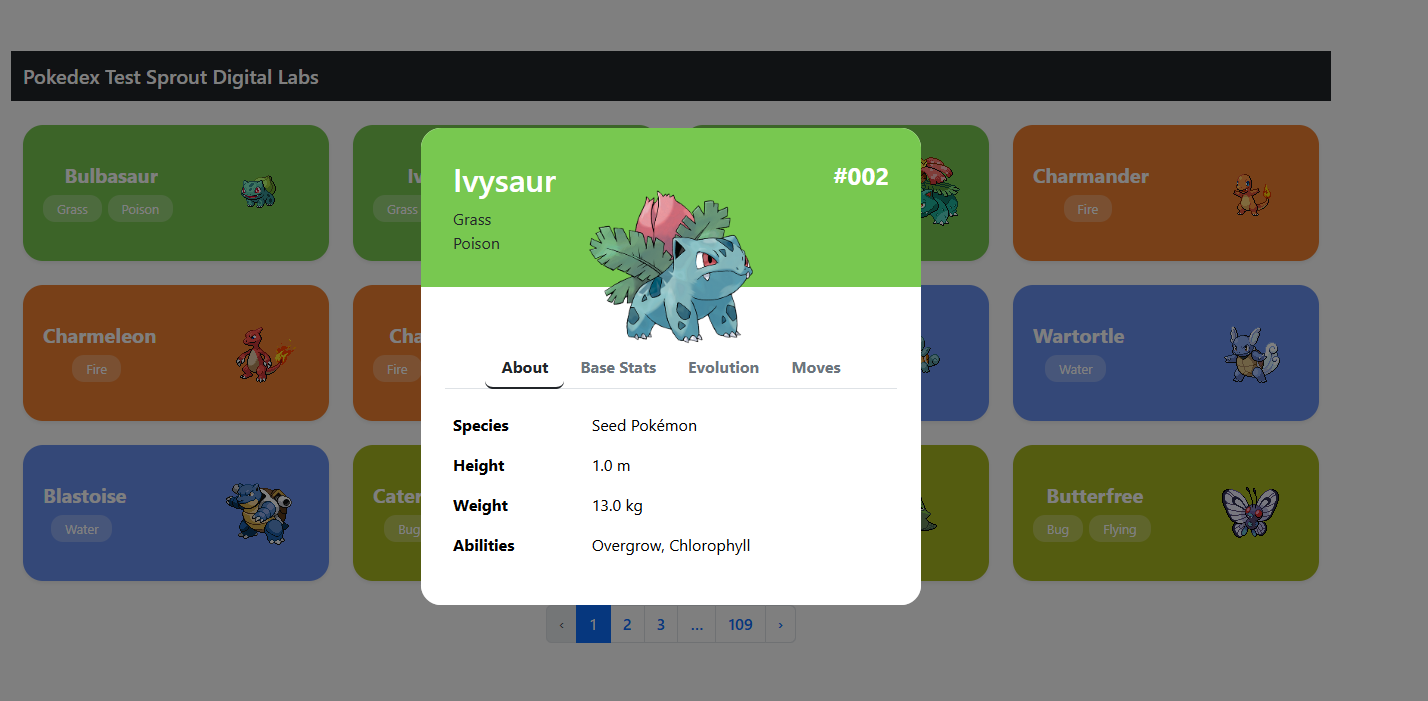 Pokedex Test Sprout Digital Labs
Bulbasaur
Grass Poison
Iv
Grass
Charmander
Fire
Ivysaur
#002
Grass
Poison
Charmeleon
Fire
Cha
Fire
Wartortle
Water
About Base Stats Evolution Moves
Species Seed Pokémon
Height 1.0 m
Weight 13.0 kg
Abilities Overgrow, Chlorophyll
Blastoise
Water
Cater
Bug
Butterfree
Bug Flying
‹ 1 2 3 ... 109 ›